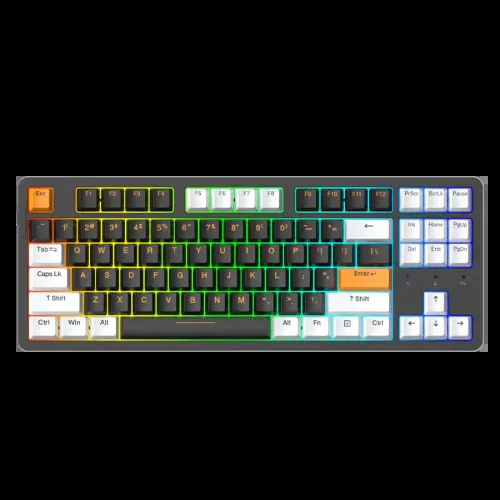 Esc F1 F2 F3 F4 F5 F6 F7 F8 F9 F10 F11 F12 PrScr ScrLk Pause
1 2 3 4 5 6 7 8 9 0 ← Ins Home PgUp
Tab Q W E R T Y U I O P Del End PgDn
Caps Lk A S D F G H J K L Enter
↑ Shift Z X C V B N M ↑ Shift ↑
Ctrl Win Alt Alt Fn Ctrl ← ↓ →